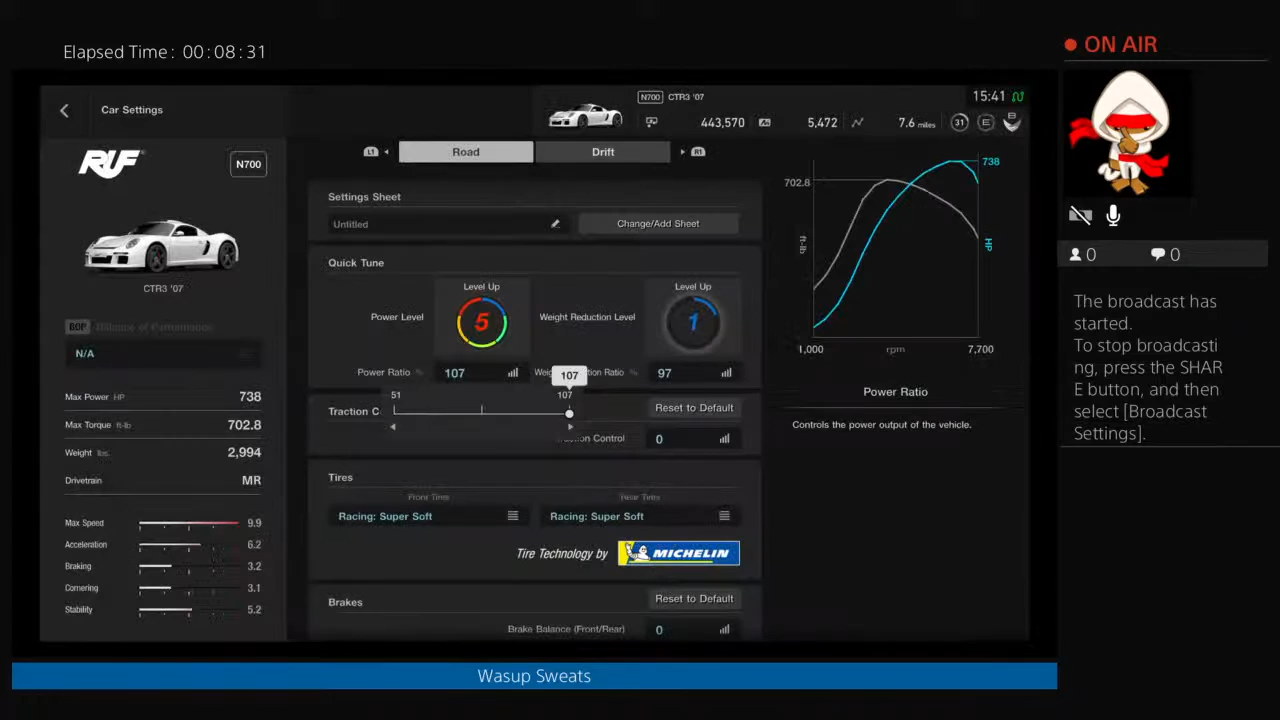 Elapsed Time: 00:08:31
ON AIR
Car Settings
N700 CTR3 '07
15:41
443,570
5,472
7.6 miles
31
E
RUF
N700
L1
Road
Drift
R1
Settings Sheet
Untitled
Change/Add Sheet
Quick Tune
Level Up
Level Up
Power Level
5
Weight Reduction Level
1
Power Ratio %
107
97
%
107
51
107
Traction C
Reset to Default
0
CTR3 '07
BOP Balance of Performance
N/A
Max Power HP
738
Max Torque ft-lb
702.8
Weight lbs.
2,994
Drivetrain
MR
Max Speed
9.9
Acceleration
6.2
Braking
3.2
Cornering
3.1
Stability
5.2
Tires
Front Tires
Rear Tires
Racing: Super Soft
Racing: Super Soft
Tire Technology by
MICHELIN
Brakes
Reset to Default
Brake Balance (Front/Rear)
0
738
702.8
ft-lb
HP
1,000
rpm
7,700
Power Ratio
Controls the power output of the vehicle.
0
0
The broadcast has
started.
To stop broadcasti
ng, press the SHAR
E button, and then
select [Broadcast
Settings].
Wasup Sweats